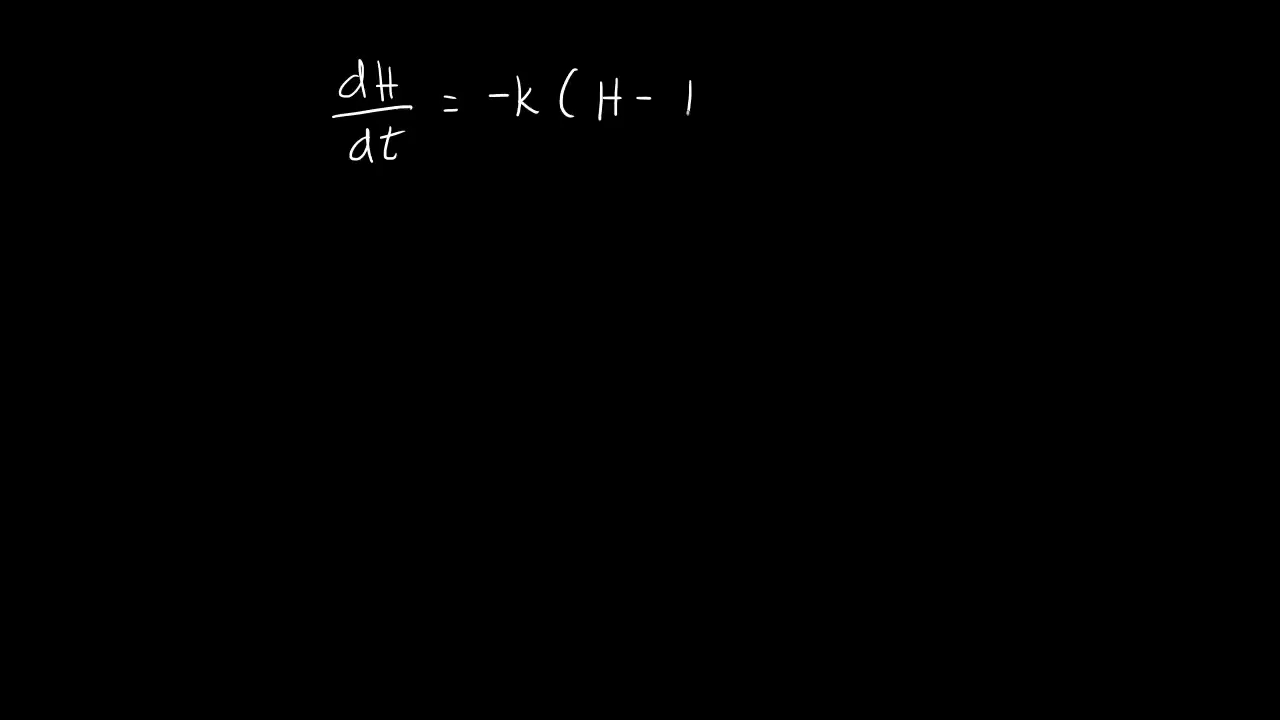 dH/dt = -k ( H - 1